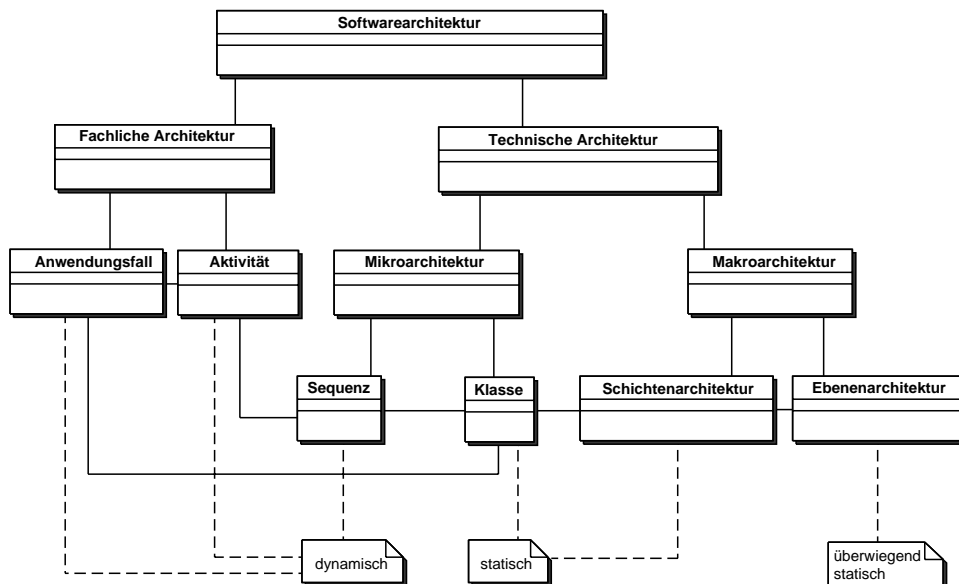 Softwarearchitektur
Fachliche Architektur
Technische Architektur
Anwendungsfall
Aktivität
Mikroarchitektur
Makroarchitektur
Sequenz
Klasse
Schichtenarchitektur
Ebenenarchitektur
dynamisch
statisch
überwiegend
statisch